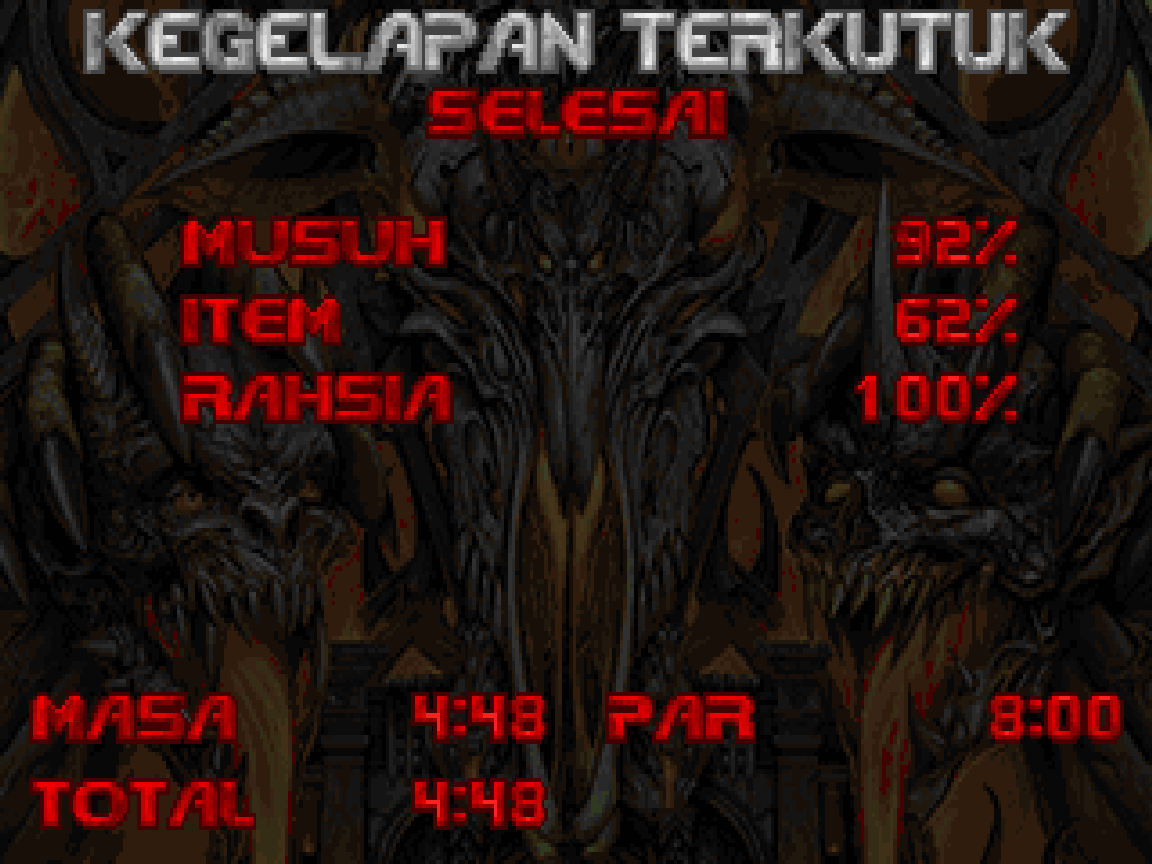 KEGELAPAN TERKUTUK
SELESAI
MUSUH 92%
ITEM 62%
RAHSIA 100%
MASA 4:48 PAR 8:00
TOTAL 4:48